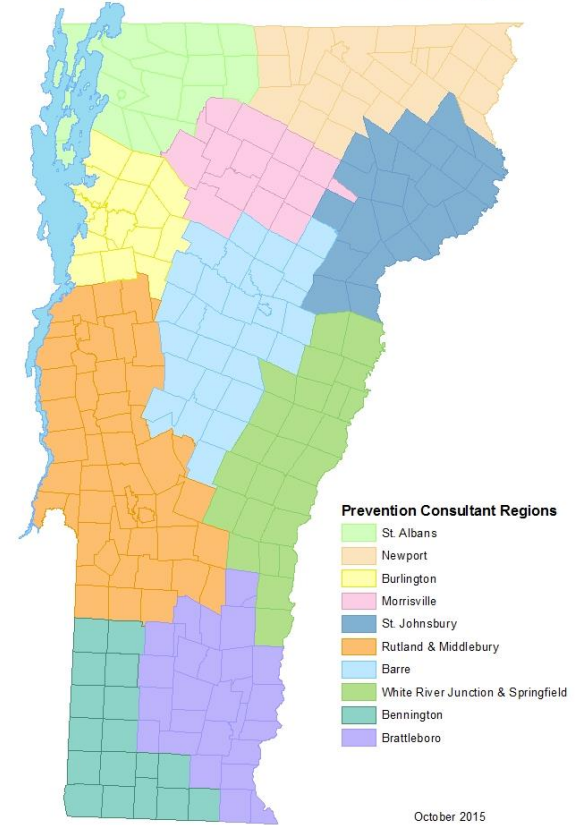 Prevention Consultant Regions
St. Albans
Newport
Burlington
Morrisville
St. Johnsbury
Rutland & Middlebury
Barre
White River Junction & Springfield
Bennington
Brattleboro
October 2015